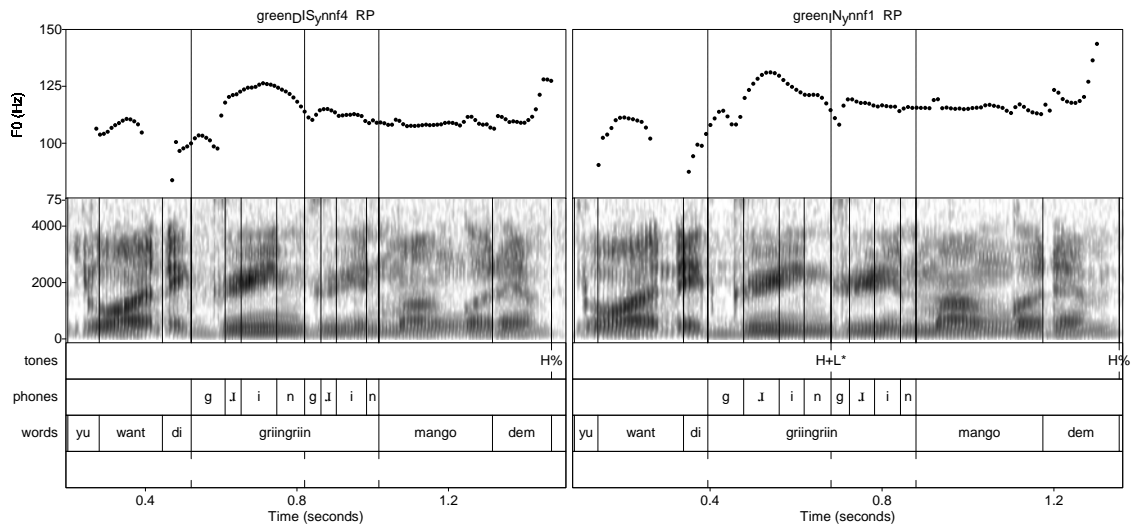 greenDISynnf4 RP greenINynnf1 RP
150
125
100
75
F0 (Hz)
4000
2000
0
tones H% H+L* H%
phones g ɹ i n g ɹ i n g ɹ i n g ɹ i n
words yu want di griingriin mango dem yu want di griingriin mango dem
0.4 0.8 1.2 0.4 0.8 1.2
Time (seconds) Time (seconds)